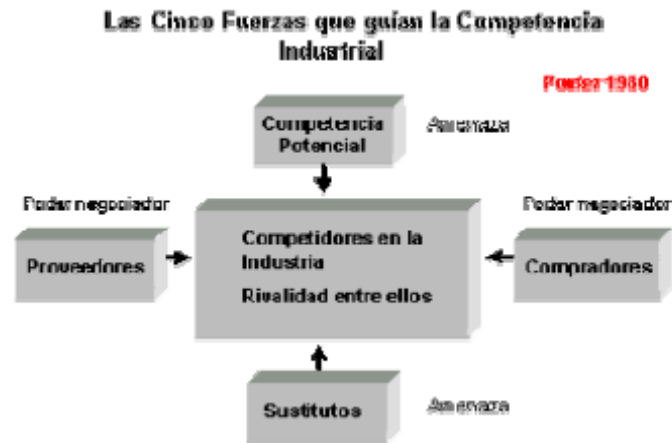 Las Cinco Fuerzas que guían la Competencia
Industrial
Porter 1980
Competencia
Potencial
Amenaza
Poder negociador
Poder negociador
Proveedores
Competidores en la
Industria
Rivalidad entre ellos
Compradores
Sustitutos
Amenaza